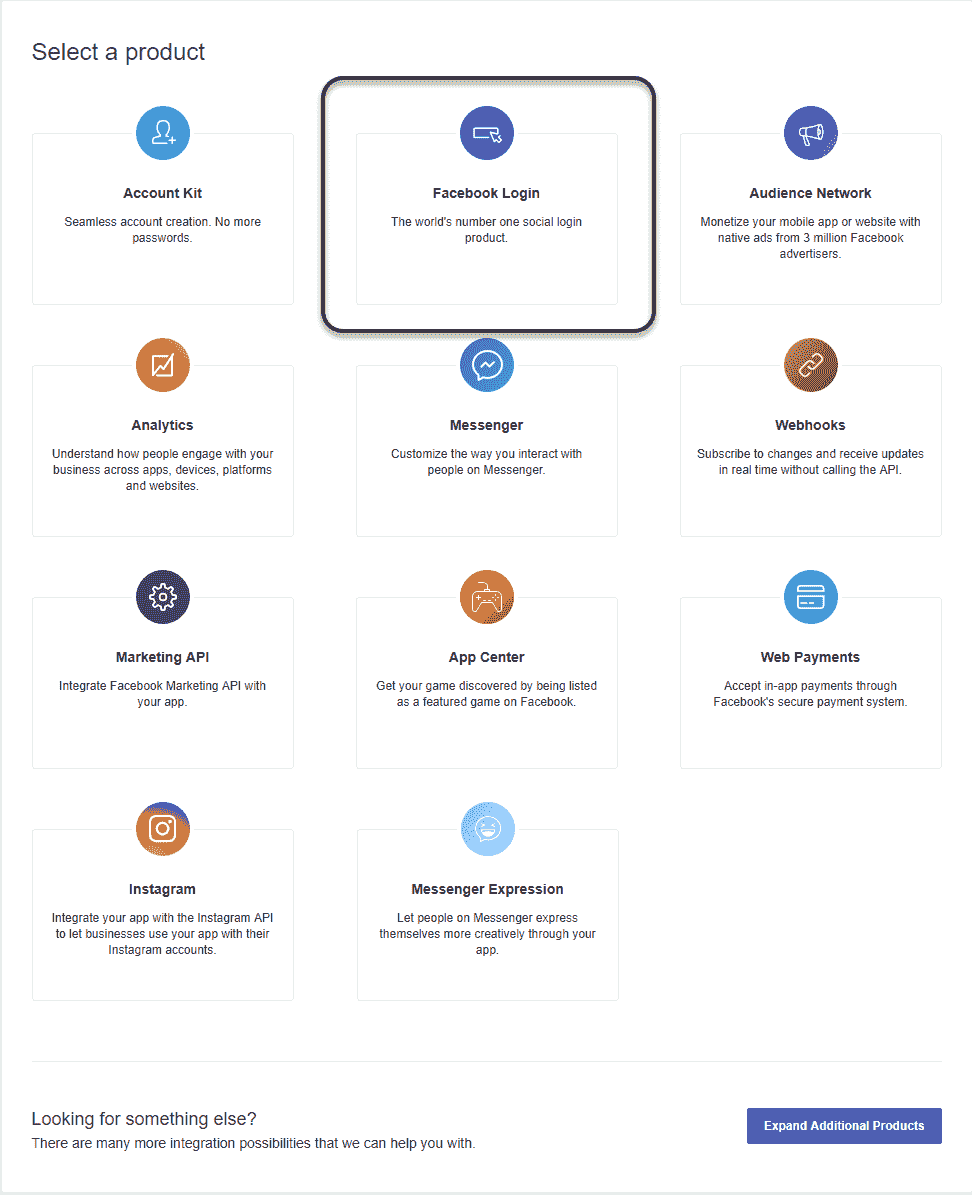 Select a product
Account Kit
Seamless account creation. No more
passwords.
Facebook Login
The world's number one social login
product.
Audience Network
Monetize your mobile app or website with
native ads from 3 million Facebook
advertisers.
Analytics
Understand how people engage with your
business across apps, devices, platforms
and websites.
Messenger
Customize the way you interact with
people on Messenger.
Webhooks
Subscribe to changes and receive updates
in real time without calling the API.
Marketing API
Integrate Facebook Marketing API with
your app.
App Center
Get your game discovered by being listed
as a featured game on Facebook.
Web Payments
Accept in-app payments through
Facebook's secure payment system.
Instagram
Integrate your app with the Instagram API
to let businesses use your app with their
Instagram accounts.
Messenger Expression
Let people on Messenger express
themselves more creatively through your
app.
Looking for something else?
There are many more integration possibilities that we can help you with.
Expand Additional Products